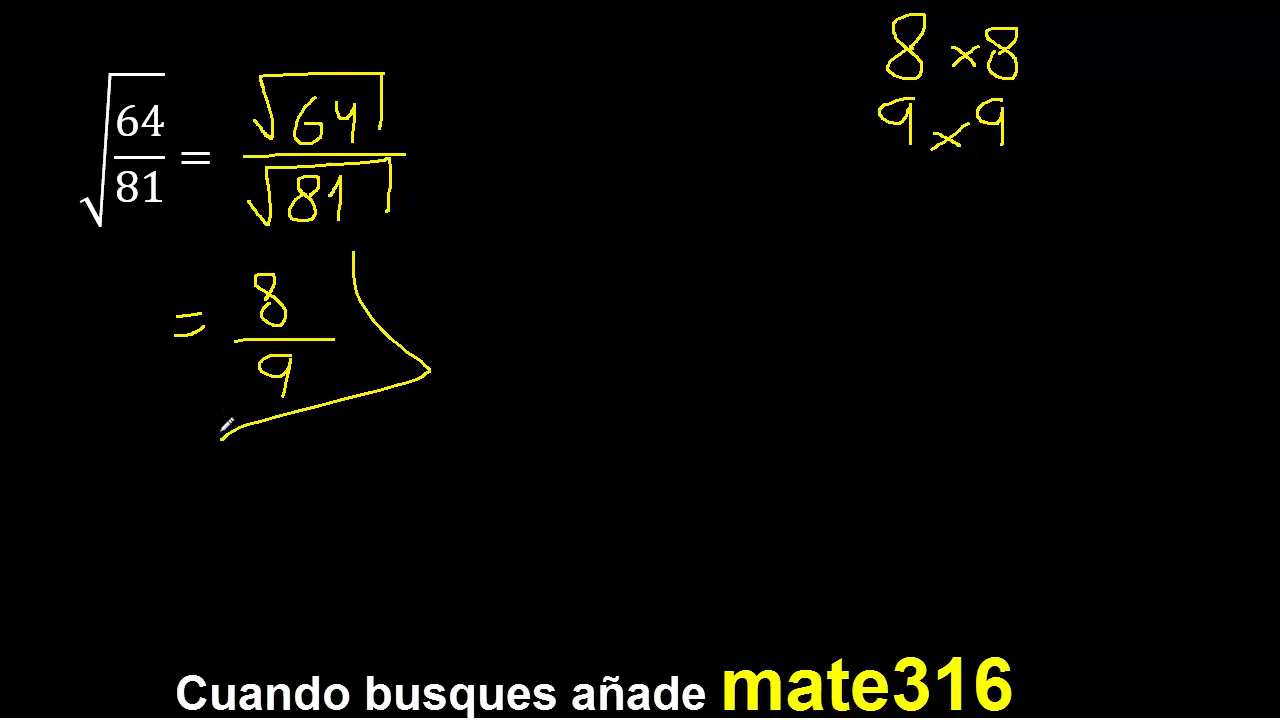 √(64/81) = √64/√81
= 8/9
8 × 8
9 × 9
Cuando busques añade mate316